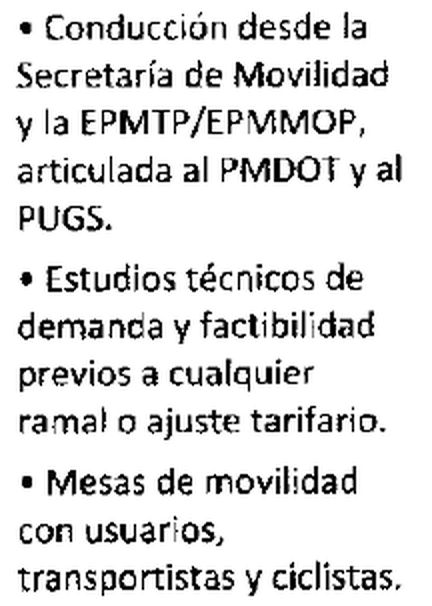 • Conducción desde la
Secretaría de Movilidad
y la EPMTP/EPMMOP,
articulada al PMDOT y al
PUGS.
• Estudios técnicos de
demanda y factibilidad
previos a cualquier
ramal o ajuste tarifario.
• Mesas de movilidad
con usuarios,
transportistas y ciclistas.